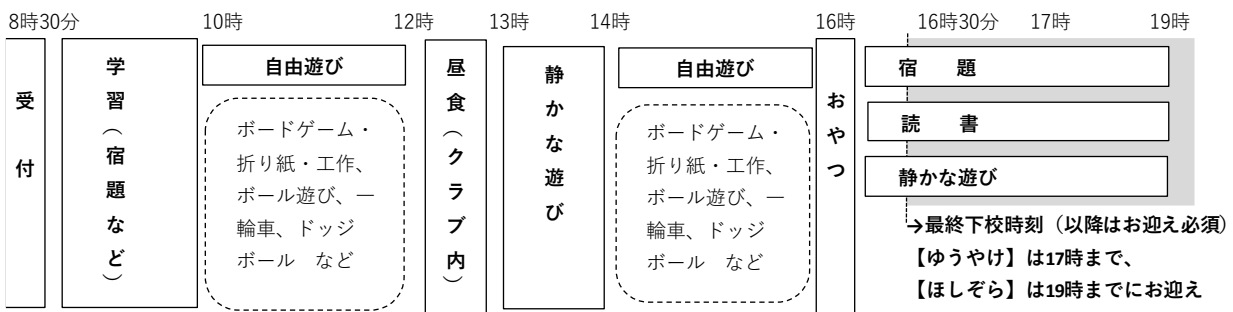 8時30分 10時 12時 13時 14時 16時 16時30分 17時 19時
受付
学習（宿題など）
自由遊び
ボードゲーム・
折り紙・工作、
ボール遊び、一
輪車、ドッジ
ボール　など
昼食（クラブ内）
静かな遊び
自由遊び
ボードゲーム・
折り紙・工作、
ボール遊び、一
輪車、ドッジ
ボール　など
おやつ
宿　題
読　書
静かな遊び
→最終下校時刻（以降はお迎え必須）
【ゆうやけ】は17時まで、
【ほしぞら】は19時までにお迎え